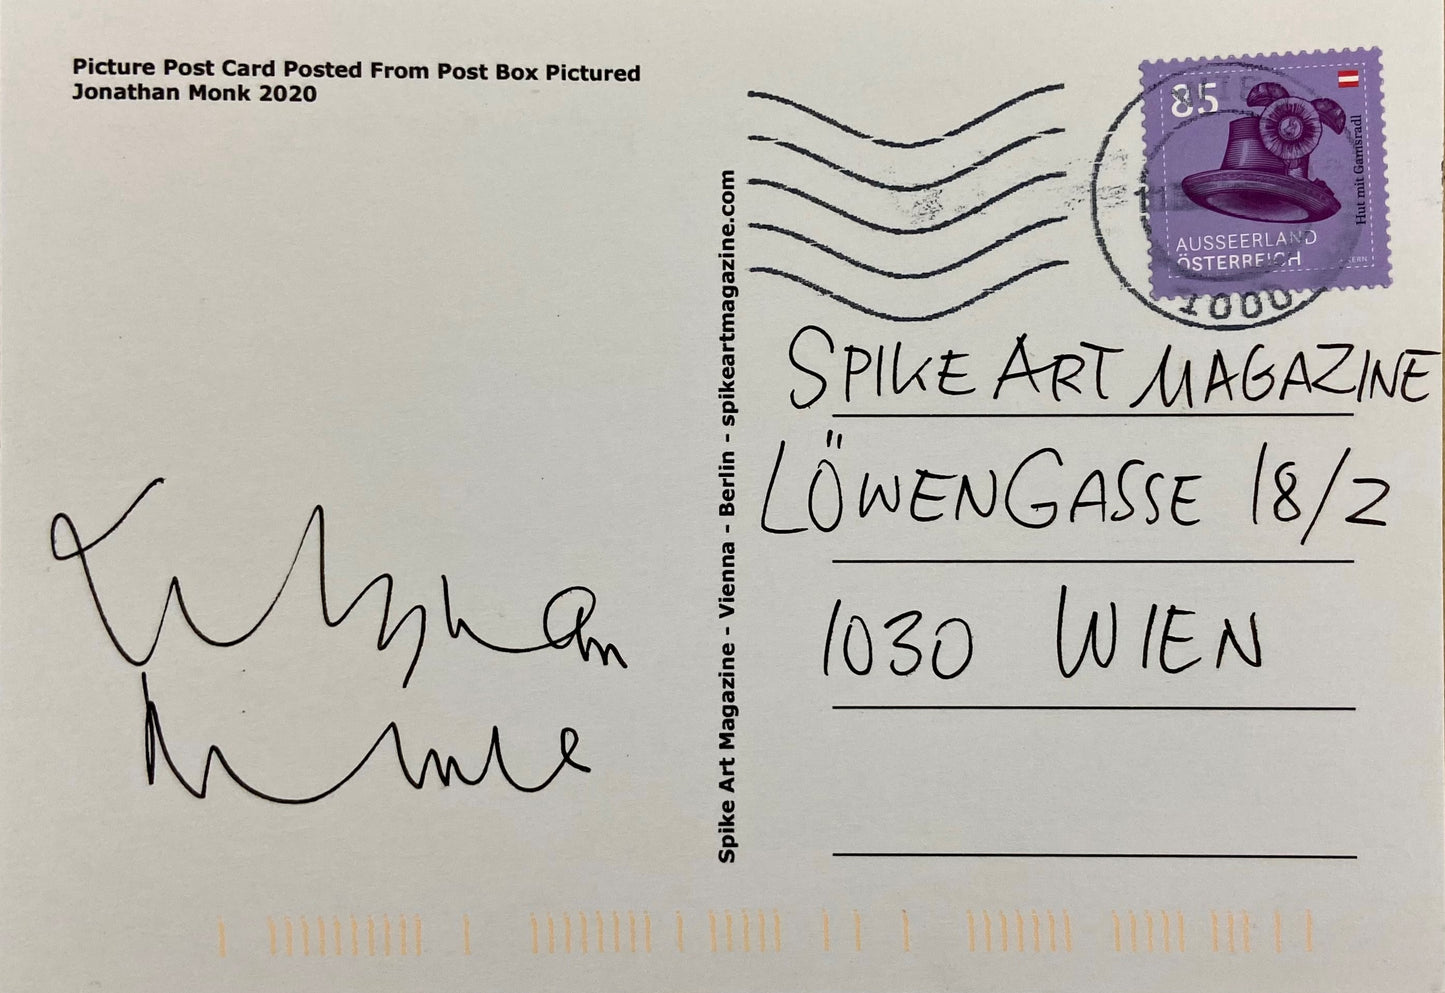 Picture Post Card Posted From Post Box Pictured
Jonathan Monk 2020
Spike Art Magazine - Vienna - Berlin - spikeartmagazine.com
85
Hut mit Gamsradl
AUSSEERLAND
ÖSTERREICH
1000
SPIKE ART MAGAZINE
LÖWENGASSE 18/2
1030 WIEN